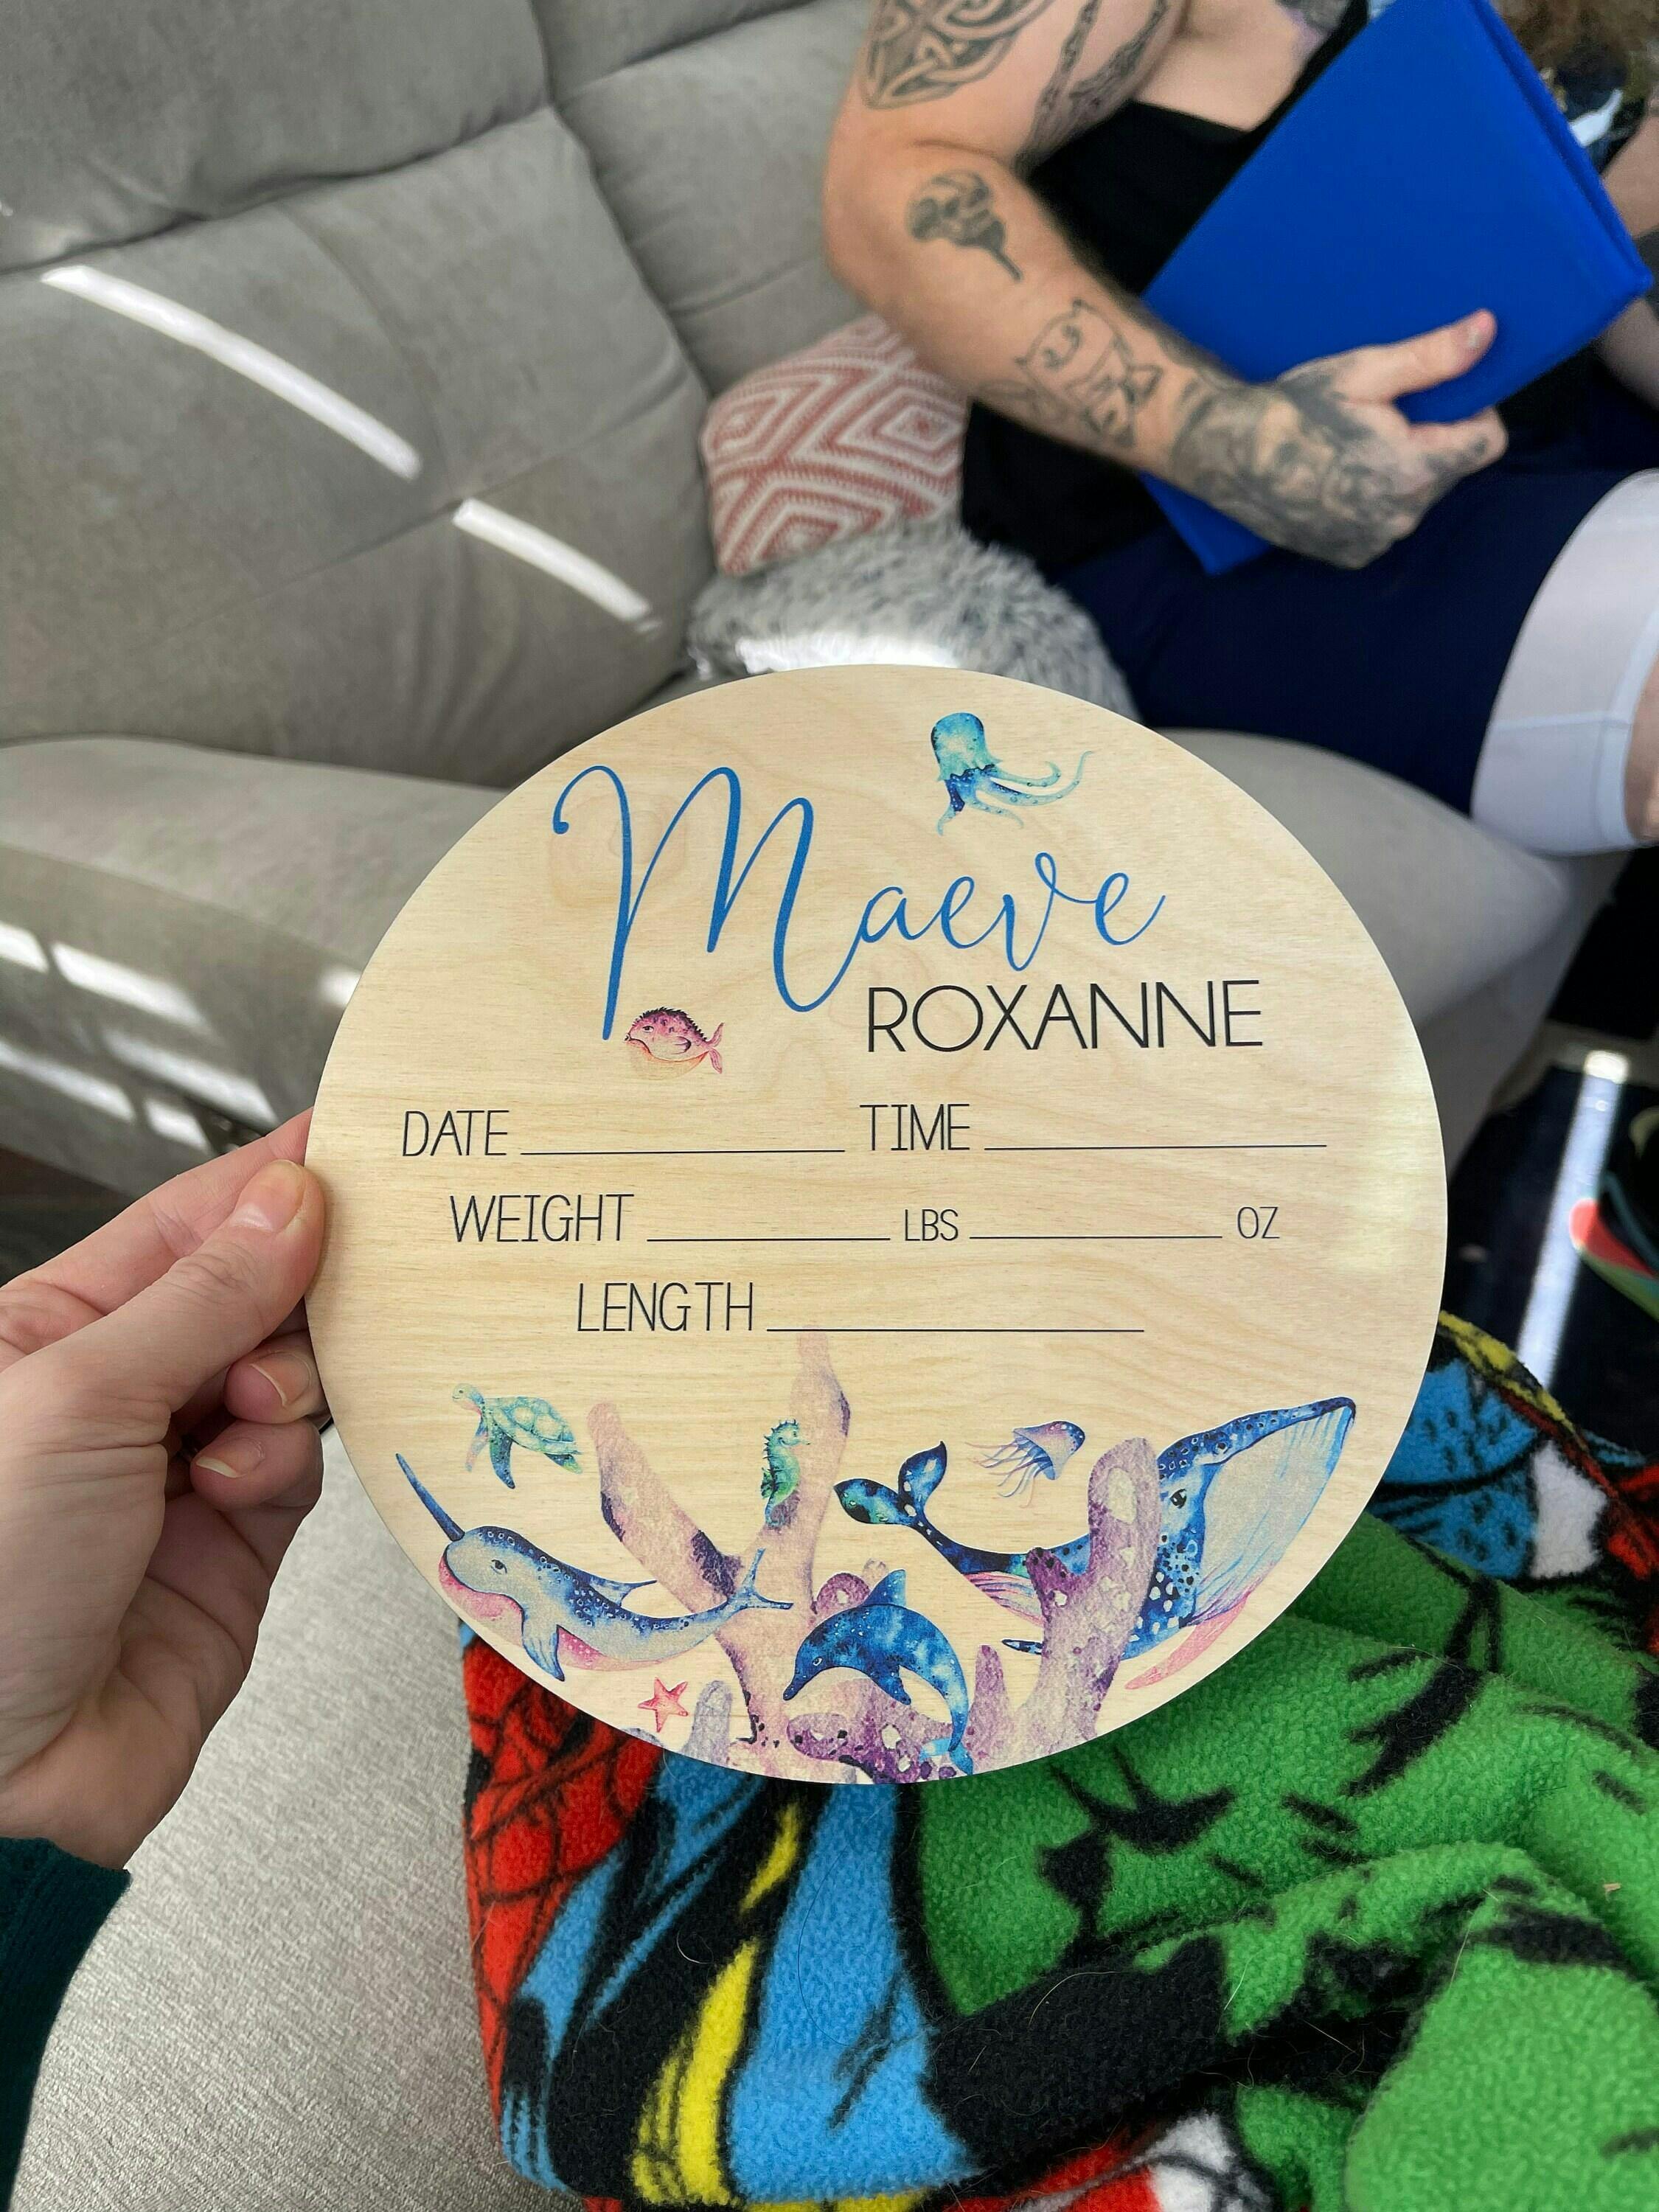 Maeve
ROXANNE
DATE TIME
WEIGHT LBS OZ
LENGTH